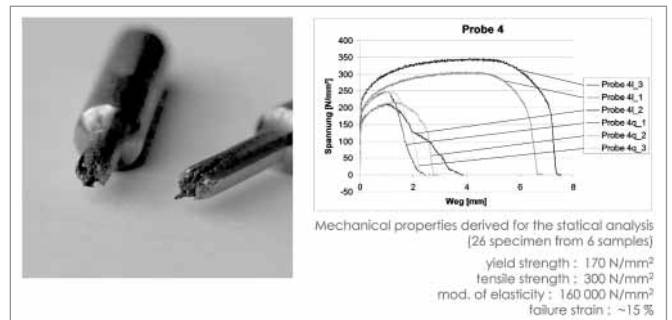 Probe 4
400
350
300
250
200
150
100
50
0
-50
Spannung [N/mm²]
0 2 4 6 8
Weg [mm]
Probe 4l_3
Probe 4l_1
Probe 4l_2
Probe 4q_1
Probe 4q_2
Probe 4q_3
Mechanical properties derived for the statical analysis
(26 specimen from 6 samples)
yield strength : 170 N/mm²
tensile strength : 300 N/mm²
mod. of elasticity : 160 000 N/mm²
failure strain : ~15 %